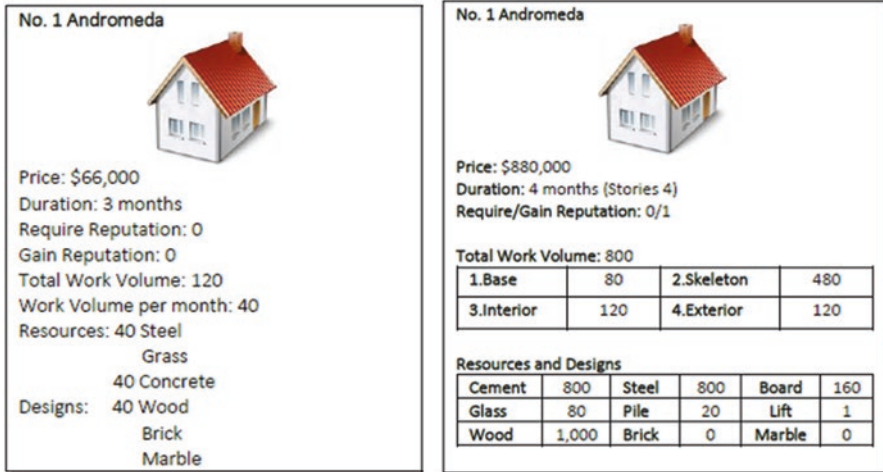 No. 1 Andromeda
Price: $66,000
Duration: 3 months
Require Reputation: 0
Gain Reputation: 0
Total Work Volume: 120
Work Volume per month: 40
Resources: 40 Steel
Grass
40 Concrete
Designs: 40 Wood
Brick
Marble
No. 1 Andromeda
Price: $880,000
Duration: 4 months (Stories 4)
Require/Gain Reputation: 0/1
Total Work Volume: 800
1.Base 80 2.Skeleton 480
3.Interior 120 4.Exterior 120
Resources and Designs
Cement 800 Steel 800 Board 160
Glass 80 Pile 20 Lift 1
Wood 1,000 Brick 0 Marble 0